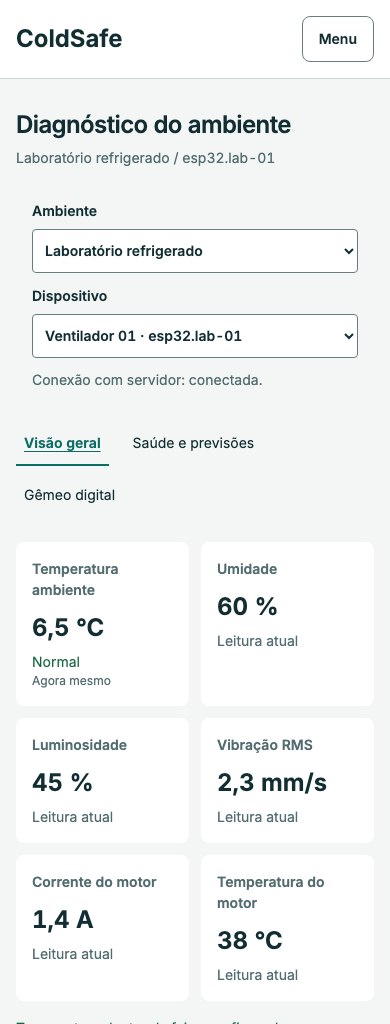 ColdSafe
Menu
Diagnóstico do ambiente
Laboratório refrigerado / esp32.lab-01
Ambiente
Laboratório refrigerado
Dispositivo
Ventilador 01 · esp32.lab-01
Conexão com servidor: conectada.
Visão geral
Saúde e previsões
Gêmeo digital
Temperatura
ambiente
6,5 °C
Normal
Agora mesmo
Umidade
60 %
Leitura atual
Luminosidade
45 %
Leitura atual
Vibração RMS
2,3 mm/s
Leitura atual
Corrente do motor
1,4 A
Leitura atual
Temperatura do
motor
38 °C
Leitura atual